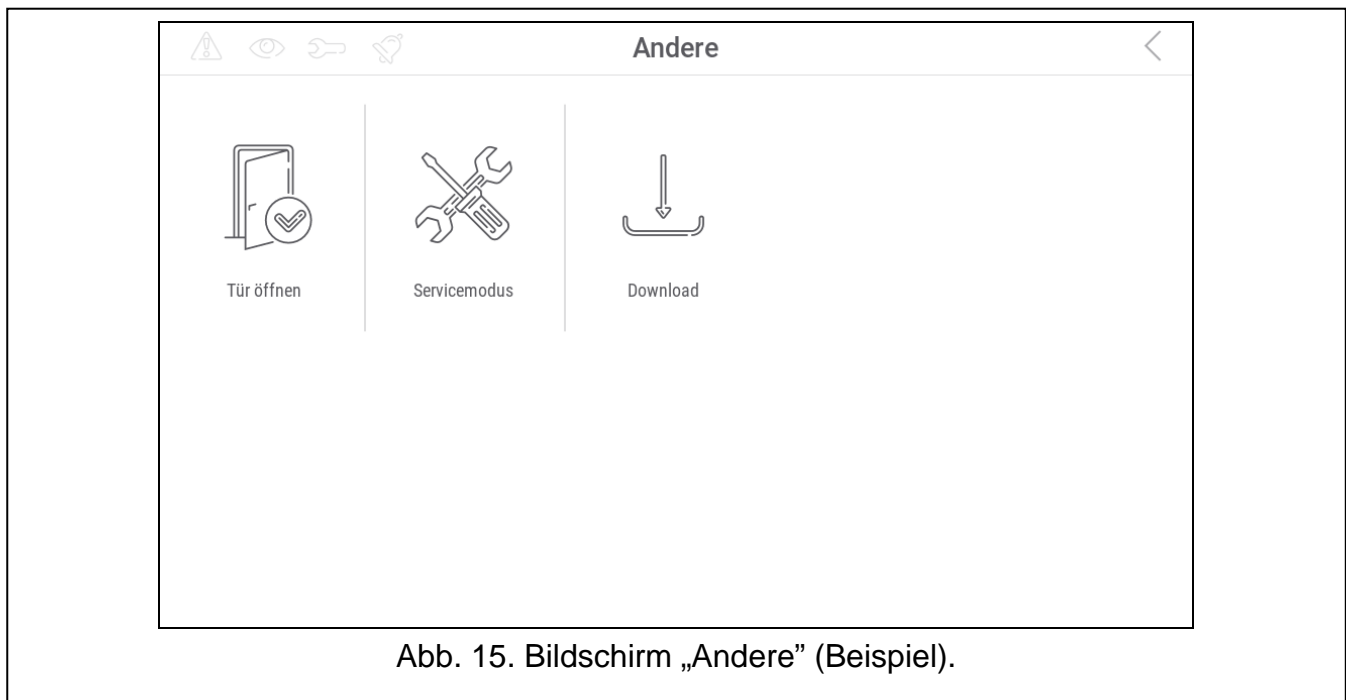 Andere
Tür öffnen
Servicemodus
Download
Abb. 15. Bildschirm „Andere” (Beispiel).